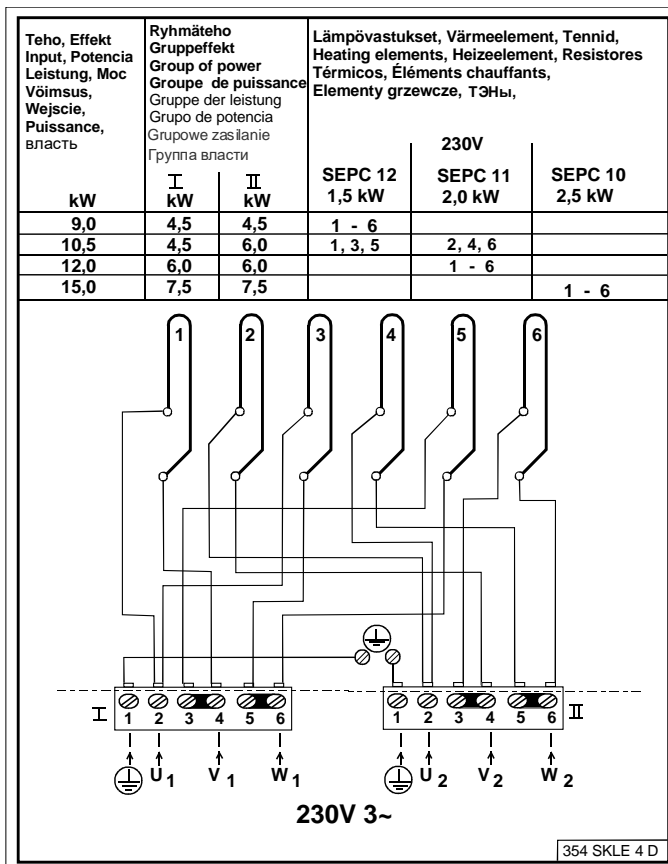 Teho, Effekt
Input, Potencia
Leistung, Moc
Vöimsus,
Wejscie,
Puissance,
власть
kW
Ryhmäteho
Gruppeffekt
Group of power
Groupe de puissance
Gruppe der leistung
Grupo de potencia
Grupowe zasilanie
Группа власти
I II
kW kW
Lämpövastukset, Värmeelement, Tennid,
Heating elements, Heizeelement, Resistores
Térmicos, Éléments chauffants,
Elementy grzewcze, ТЭНы,
230V
SEPC 12 SEPC 11 SEPC 10
1,5 kW 2,0 kW 2,5 kW
9,0 4,5 4,5 1 - 6
10,5 4,5 6,0 1, 3, 5 2, 4, 6
12,0 6,0 6,0 1 - 6
15,0 7,5 7,5 1 - 6
1 2 3 4 5 6
I 1 2 3 4 5 6 1 2 3 4 5 6 II
U1 V1 W1 U2 V2 W2
230V 3~
354 SKLE 4 D